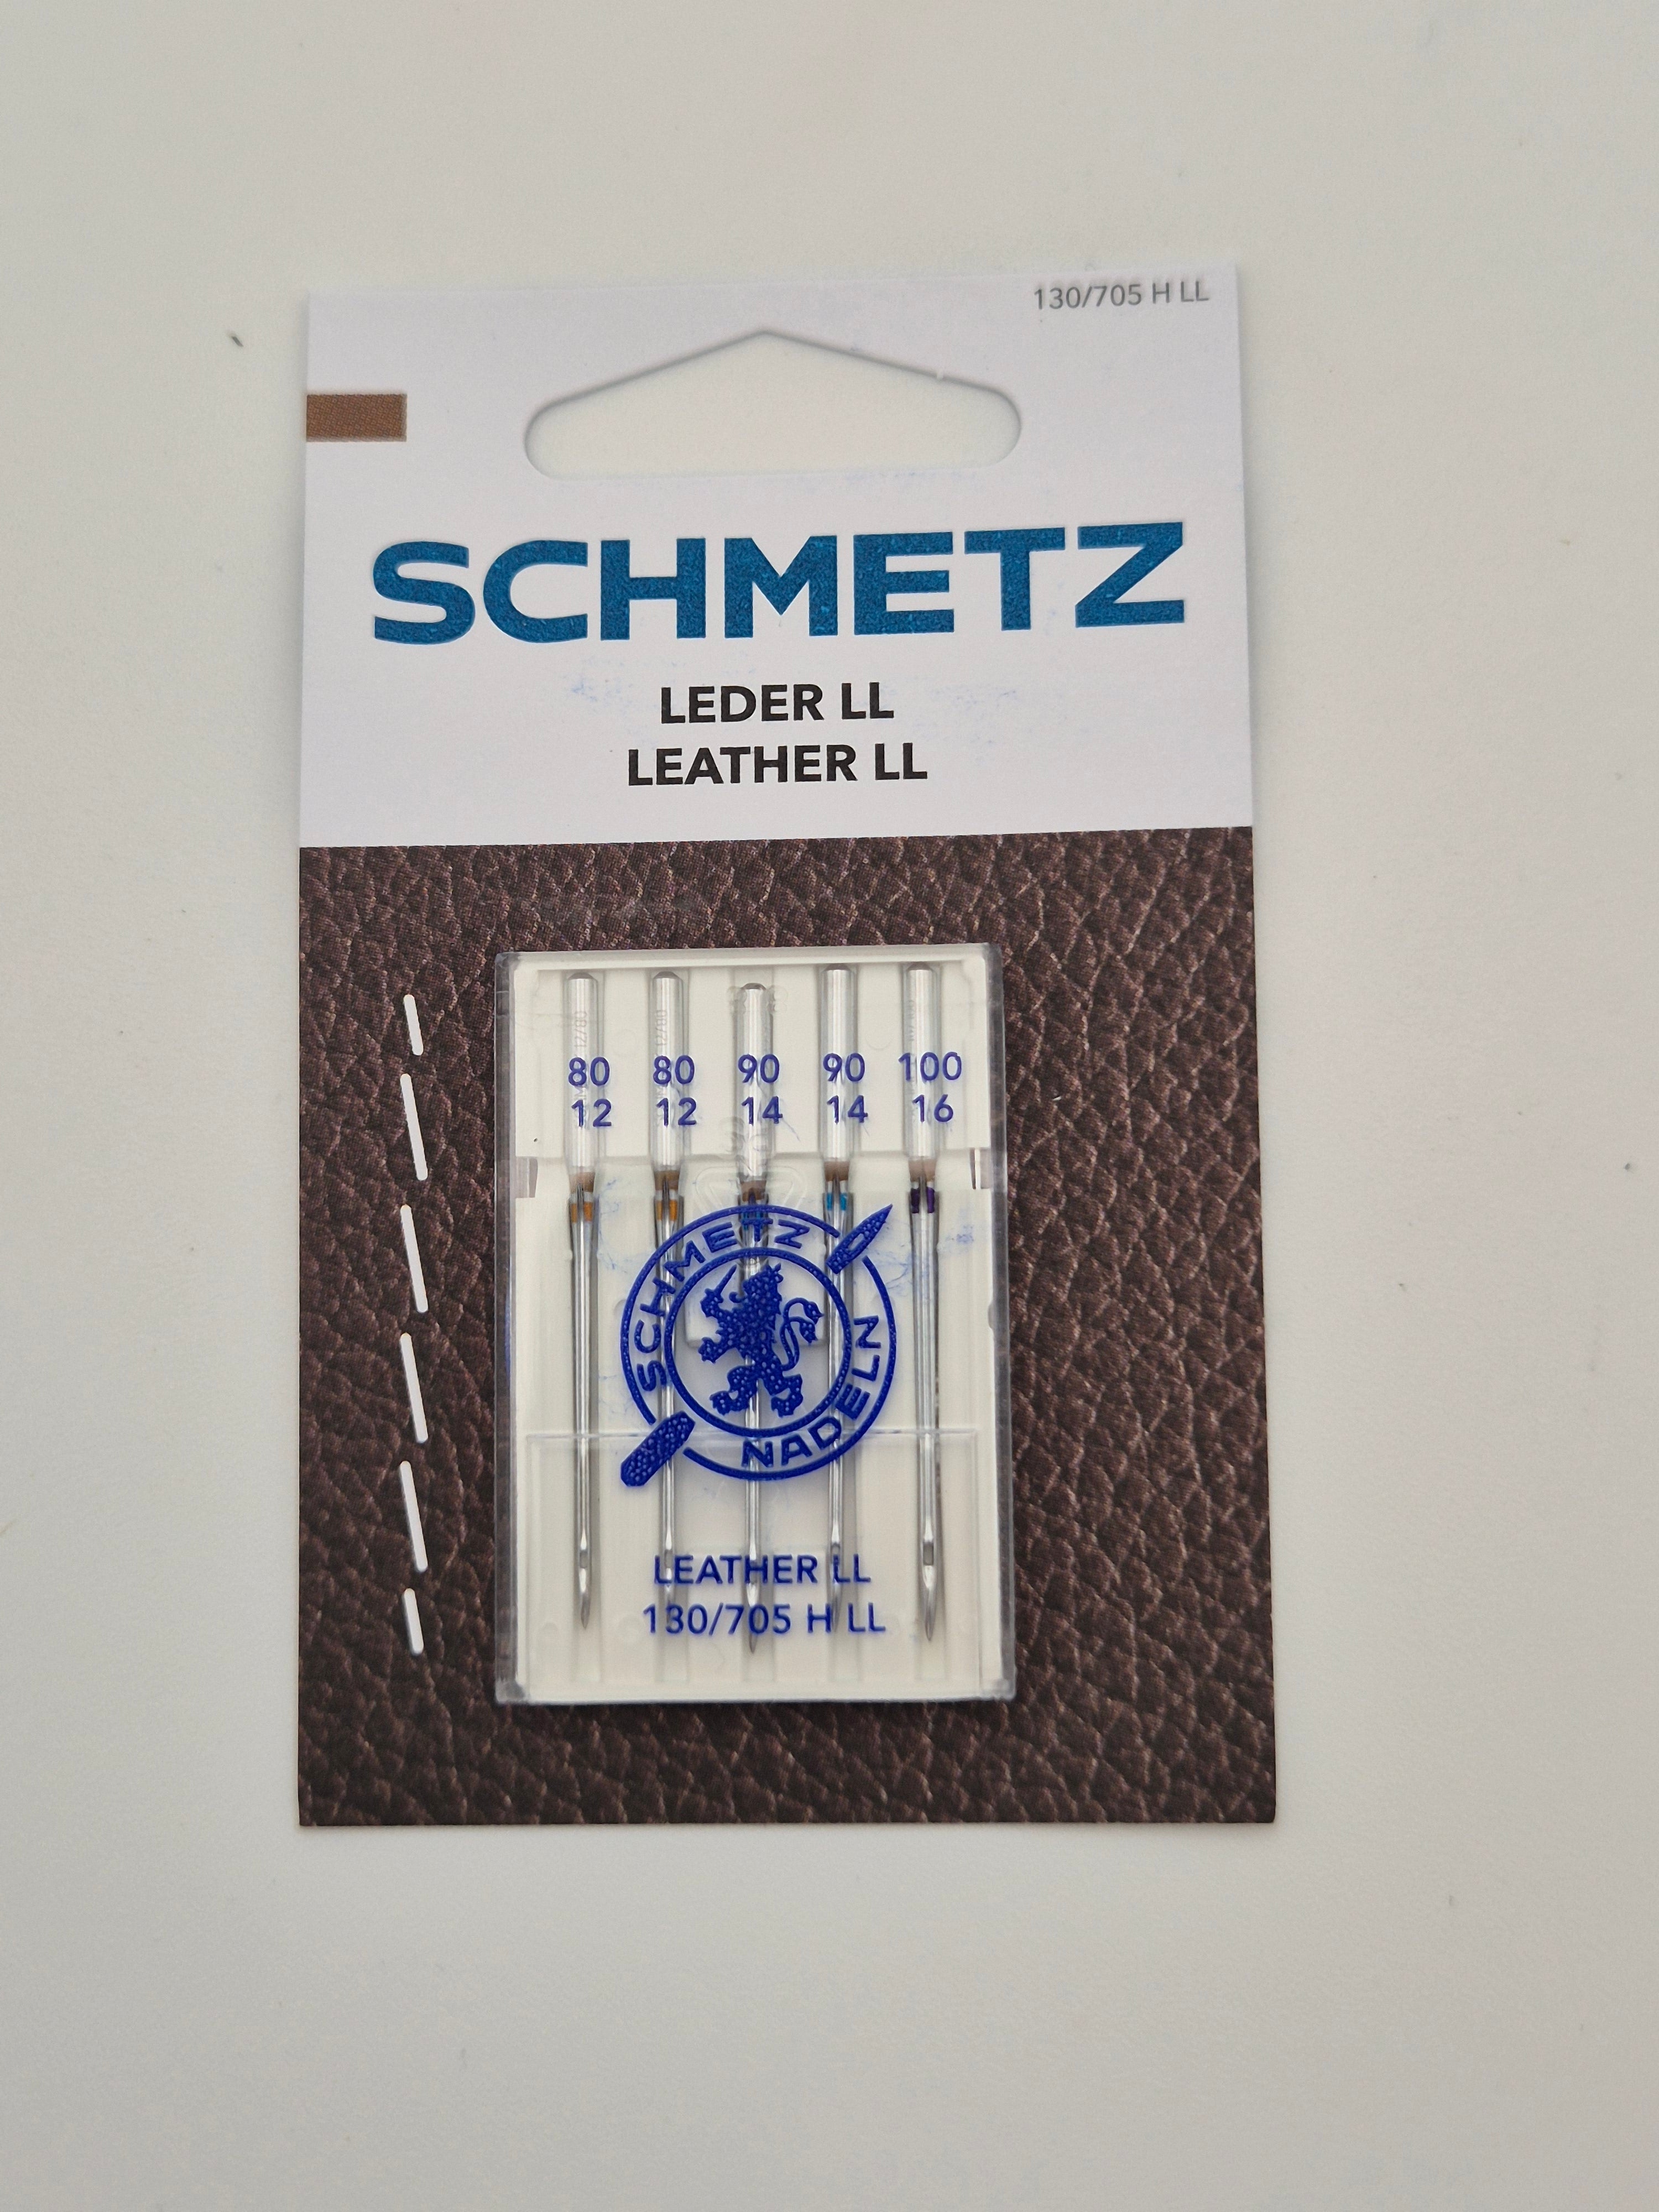 130/705 H LL
SCHMETZ
LEDER LL
LEATHER LL
80 80 90 90 100
12 12 14 14 16
SCHMETZ
NADELN
LEATHER LL
130/705 H LL